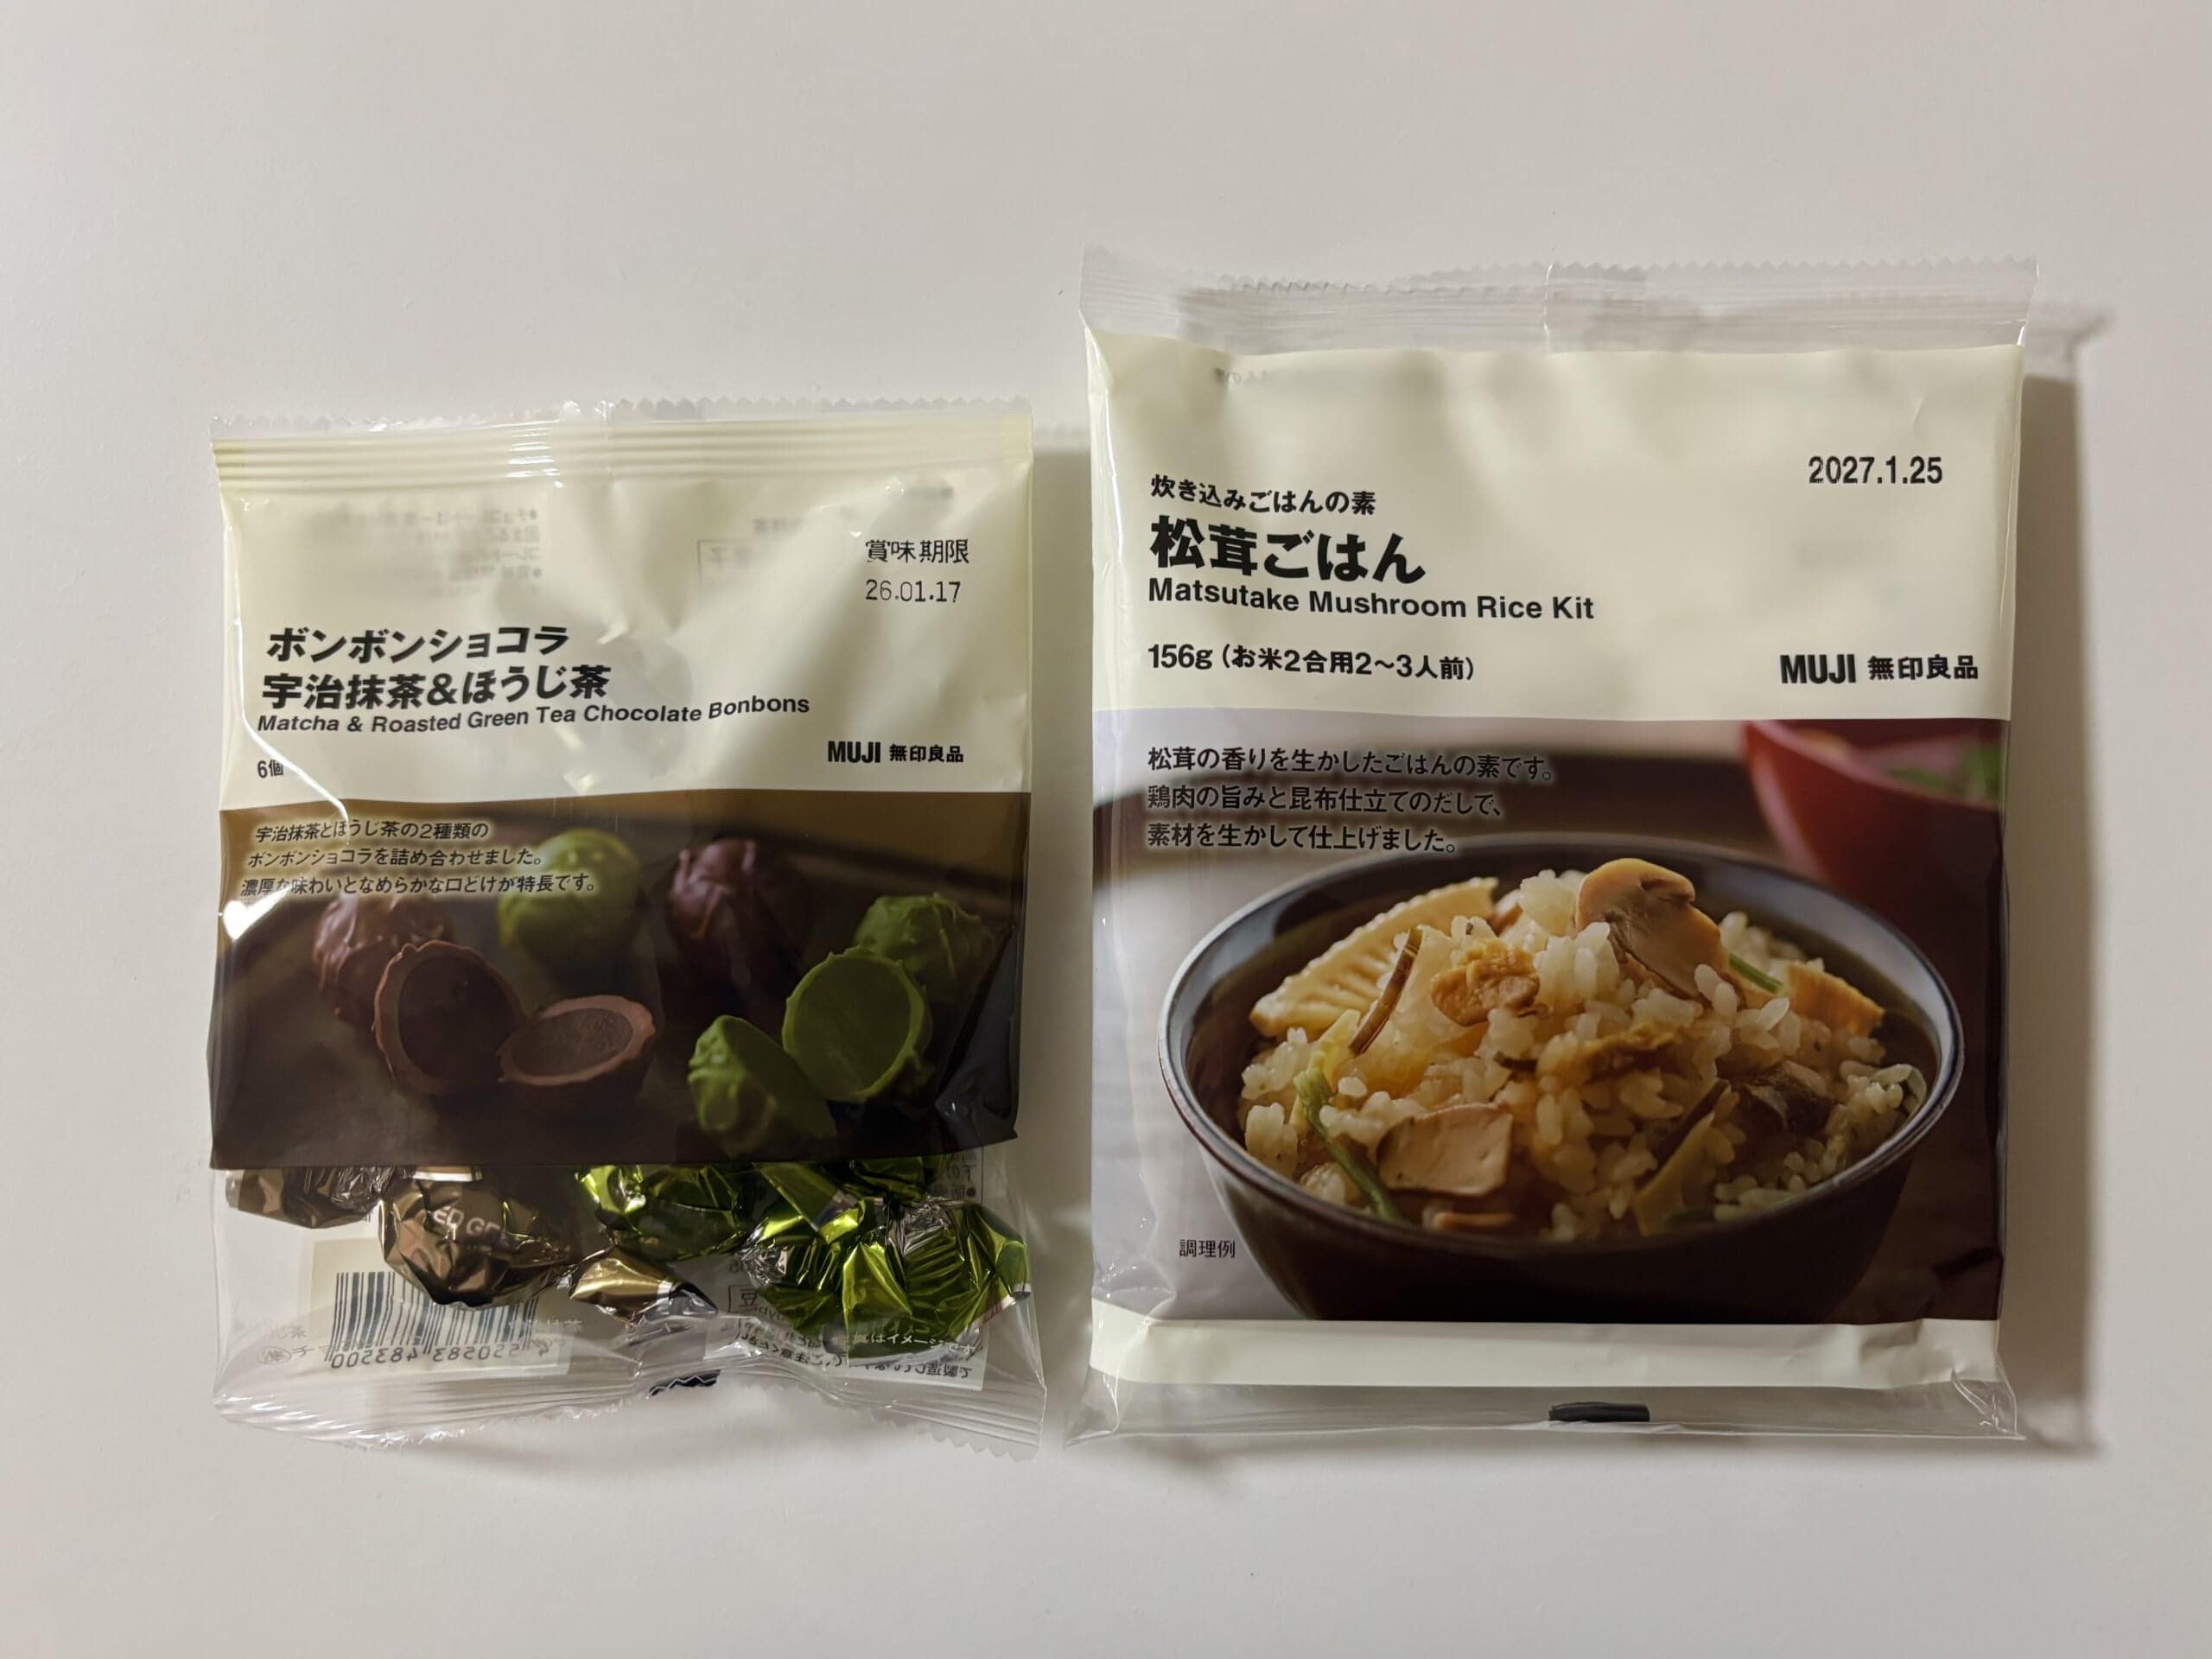 賞味期限
26.01.17
ボンボンショコラ
宇治抹茶&ほうじ茶
Matcha & Roasted Green Tea Chocolate Bonbons
6個
MUJI 無印良品
宇治抹茶とほうじ茶の2種類の
ボンボンショコラを詰め合わせました。
濃厚な味わいとなめらかな口どけが特長です。
ED GR
4 550583 483500
2027.1.25
炊き込みごはんの素
松茸ごはん
Matsutake Mushroom Rice Kit
156g（お米2合用2〜3人前）
MUJI 無印良品
松茸の香りを生かしたごはんの素です。
鶏肉の旨みと昆布仕立てのだしで、
素材を生かして仕上げました。
調理例